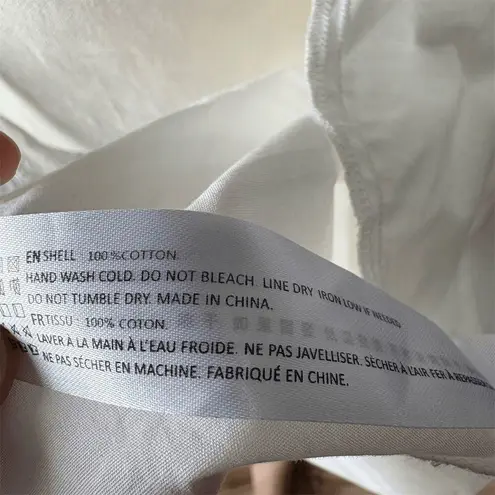 EN SHELL 100%COTTON.
HAND WASH COLD. DO NOT BLEACH. LINE DRY. IRON LOW IF NEEDED
DO NOT TUMBLE DRY. MADE IN CHINA.
FR TISSU 100% COTON.
LAVER À LA MAIN À L'EAU FROIDE. NE PAS JAVELLISER. SÈCHER À L'AIR FER À
NE PAS SÉCHER EN MACHINE. FABRIQUÉ EN CHINE.